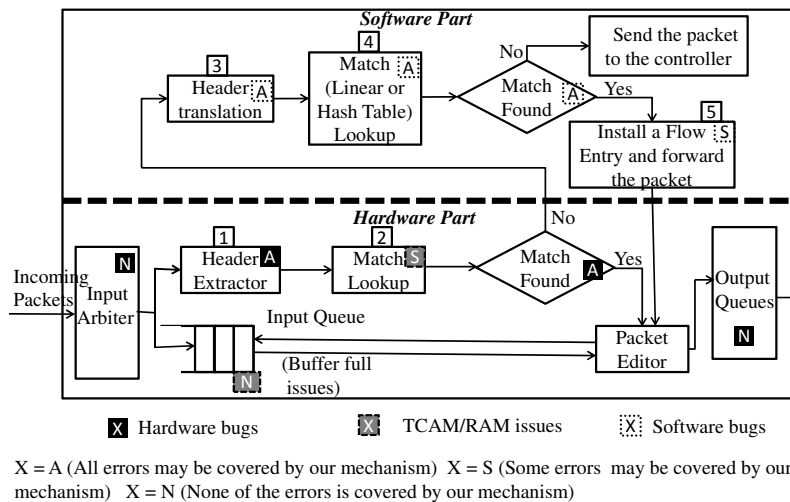 Software Part
No
Send the packet
to the controller
4
Match
(Linear or
Hash Table)
Lookup
A
3
Header
translation
A
Match
Found
A
Yes
5
Install a Flow
Entry and forward
the packet
S
Hardware Part
No
1
Header
Extractor
A
2
Match
Lookup
S
Match
Found
A
Yes
Incoming
Packets
N
Input
Arbiter
Input Queue
(Buffer full
issues)
N
Packet
Editor
Output
Queues
N
X Hardware bugs
X TCAM/RAM issues
X Software bugs
X = A (All errors may be covered by our mechanism) X = S (Some errors may be covered by our
mechanism) X = N (None of the errors is covered by our mechanism)